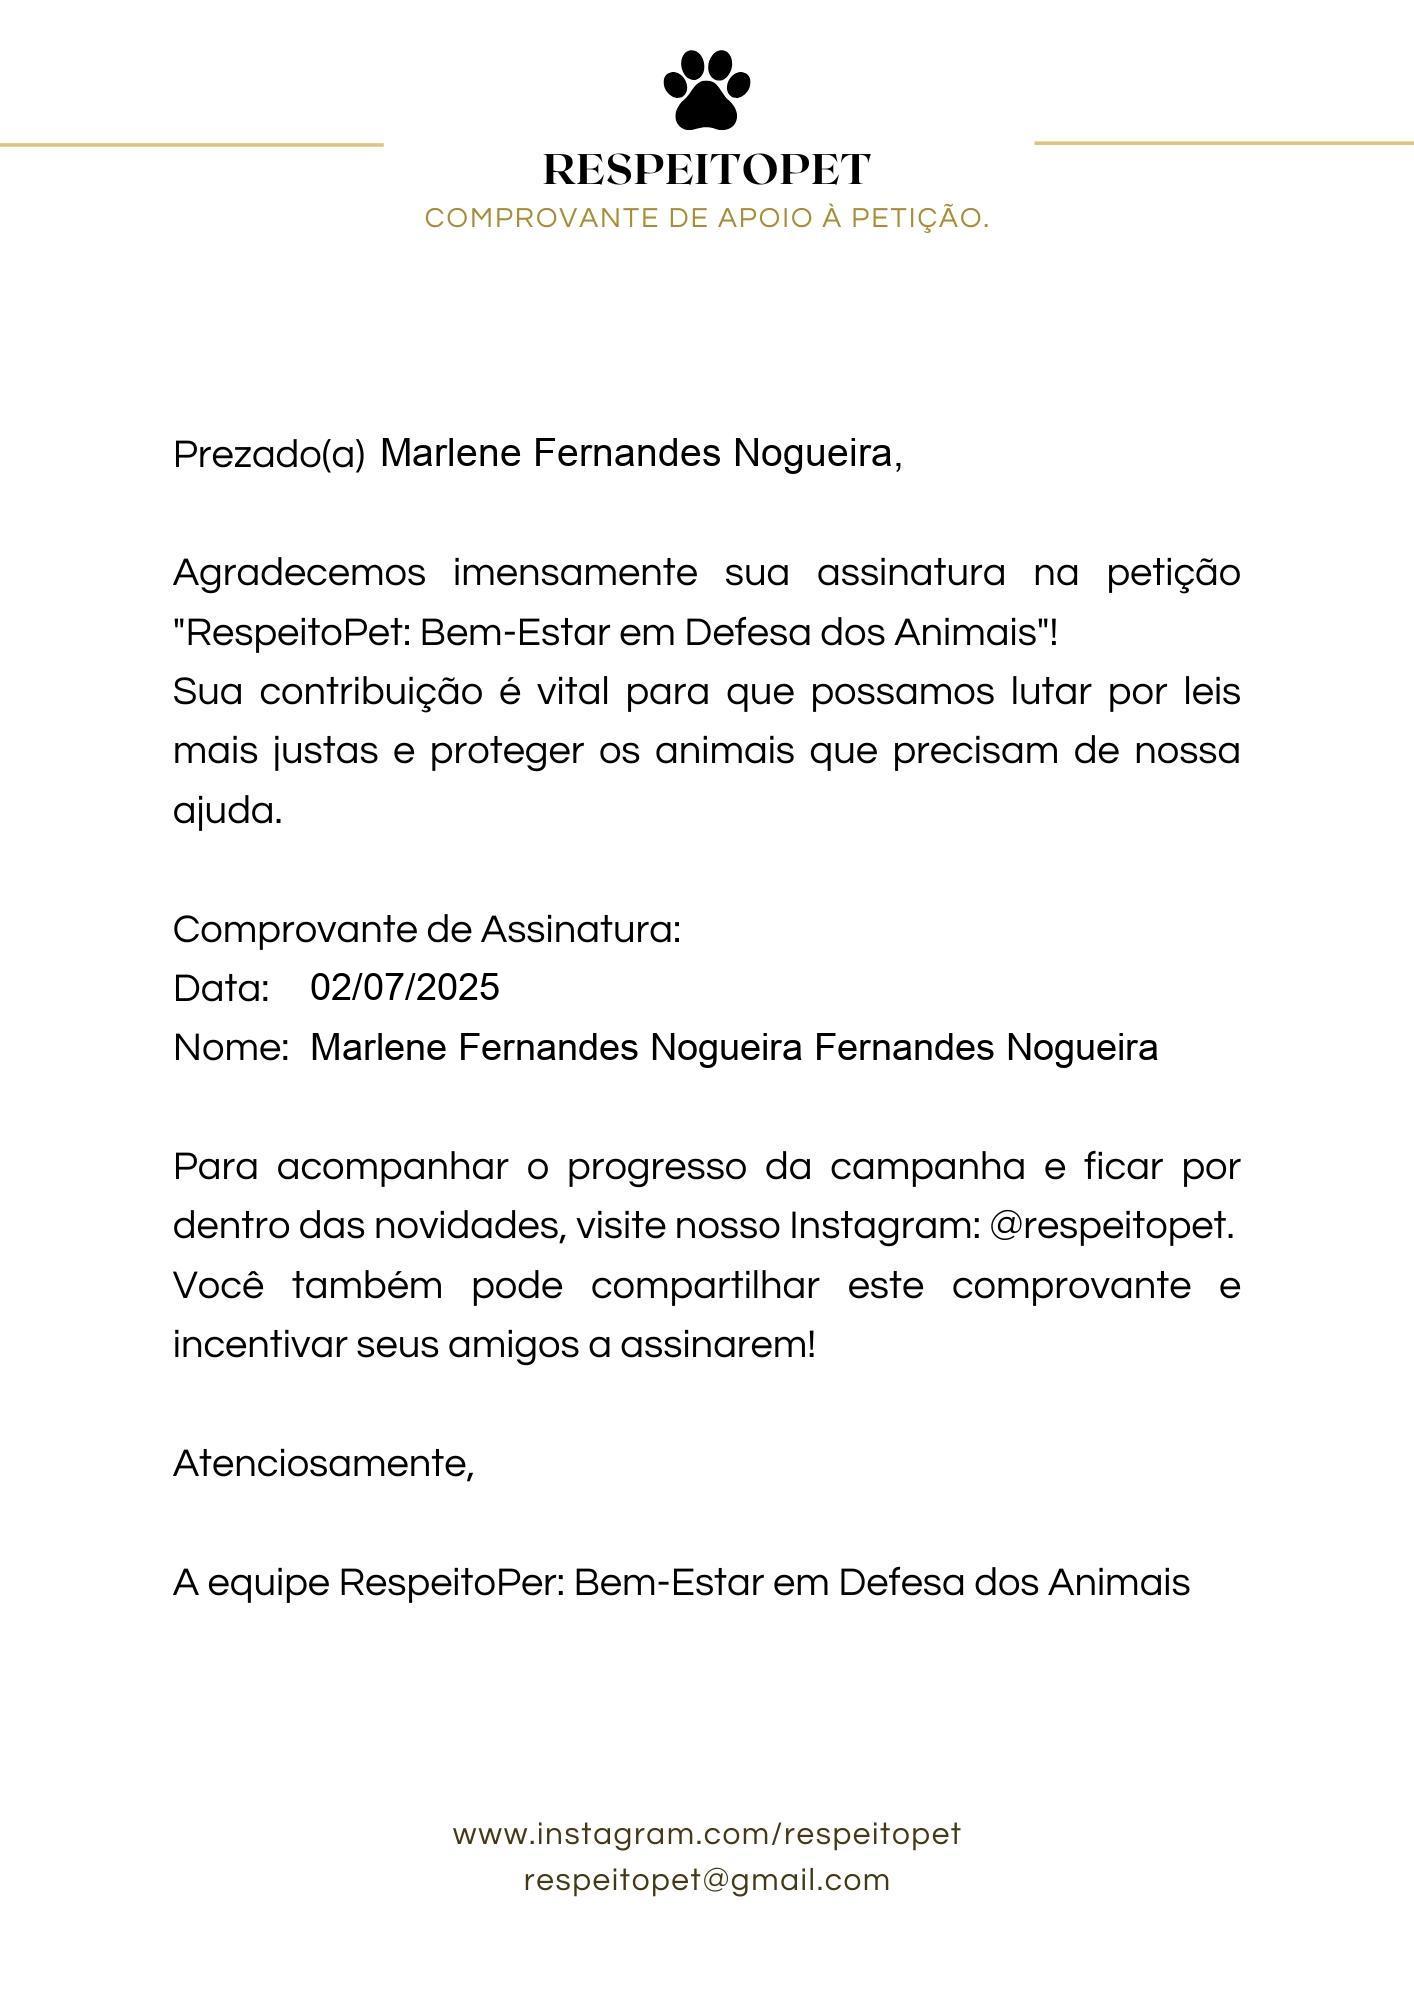 RESPEITOPET
COMPROVANTE DE APOIO À PETIÇÃO.
Prezado(a) Marlene Fernandes Nogueira,
Agradecemos imensamente sua assinatura na petição
"RespeitoPet: Bem-Estar em Defesa dos Animais"!
Sua contribuição é vital para que possamos lutar por leis
mais justas e proteger os animais que precisam de nossa
ajuda.
Comprovante de Assinatura:
Data: 02/07/2025
Nome: Marlene Fernandes Nogueira Fernandes Nogueira
Para acompanhar o progresso da campanha e ficar por
dentro das novidades, visite nosso Instagram: @respeitopet.
Você também pode compartilhar este comprovante e
incentivar seus amigos a assinarem!
Atenciosamente,
A equipe RespeitoPer: Bem-Estar em Defesa dos Animais
www.instagram.com/respeitopet
respeitopet@gmail.com